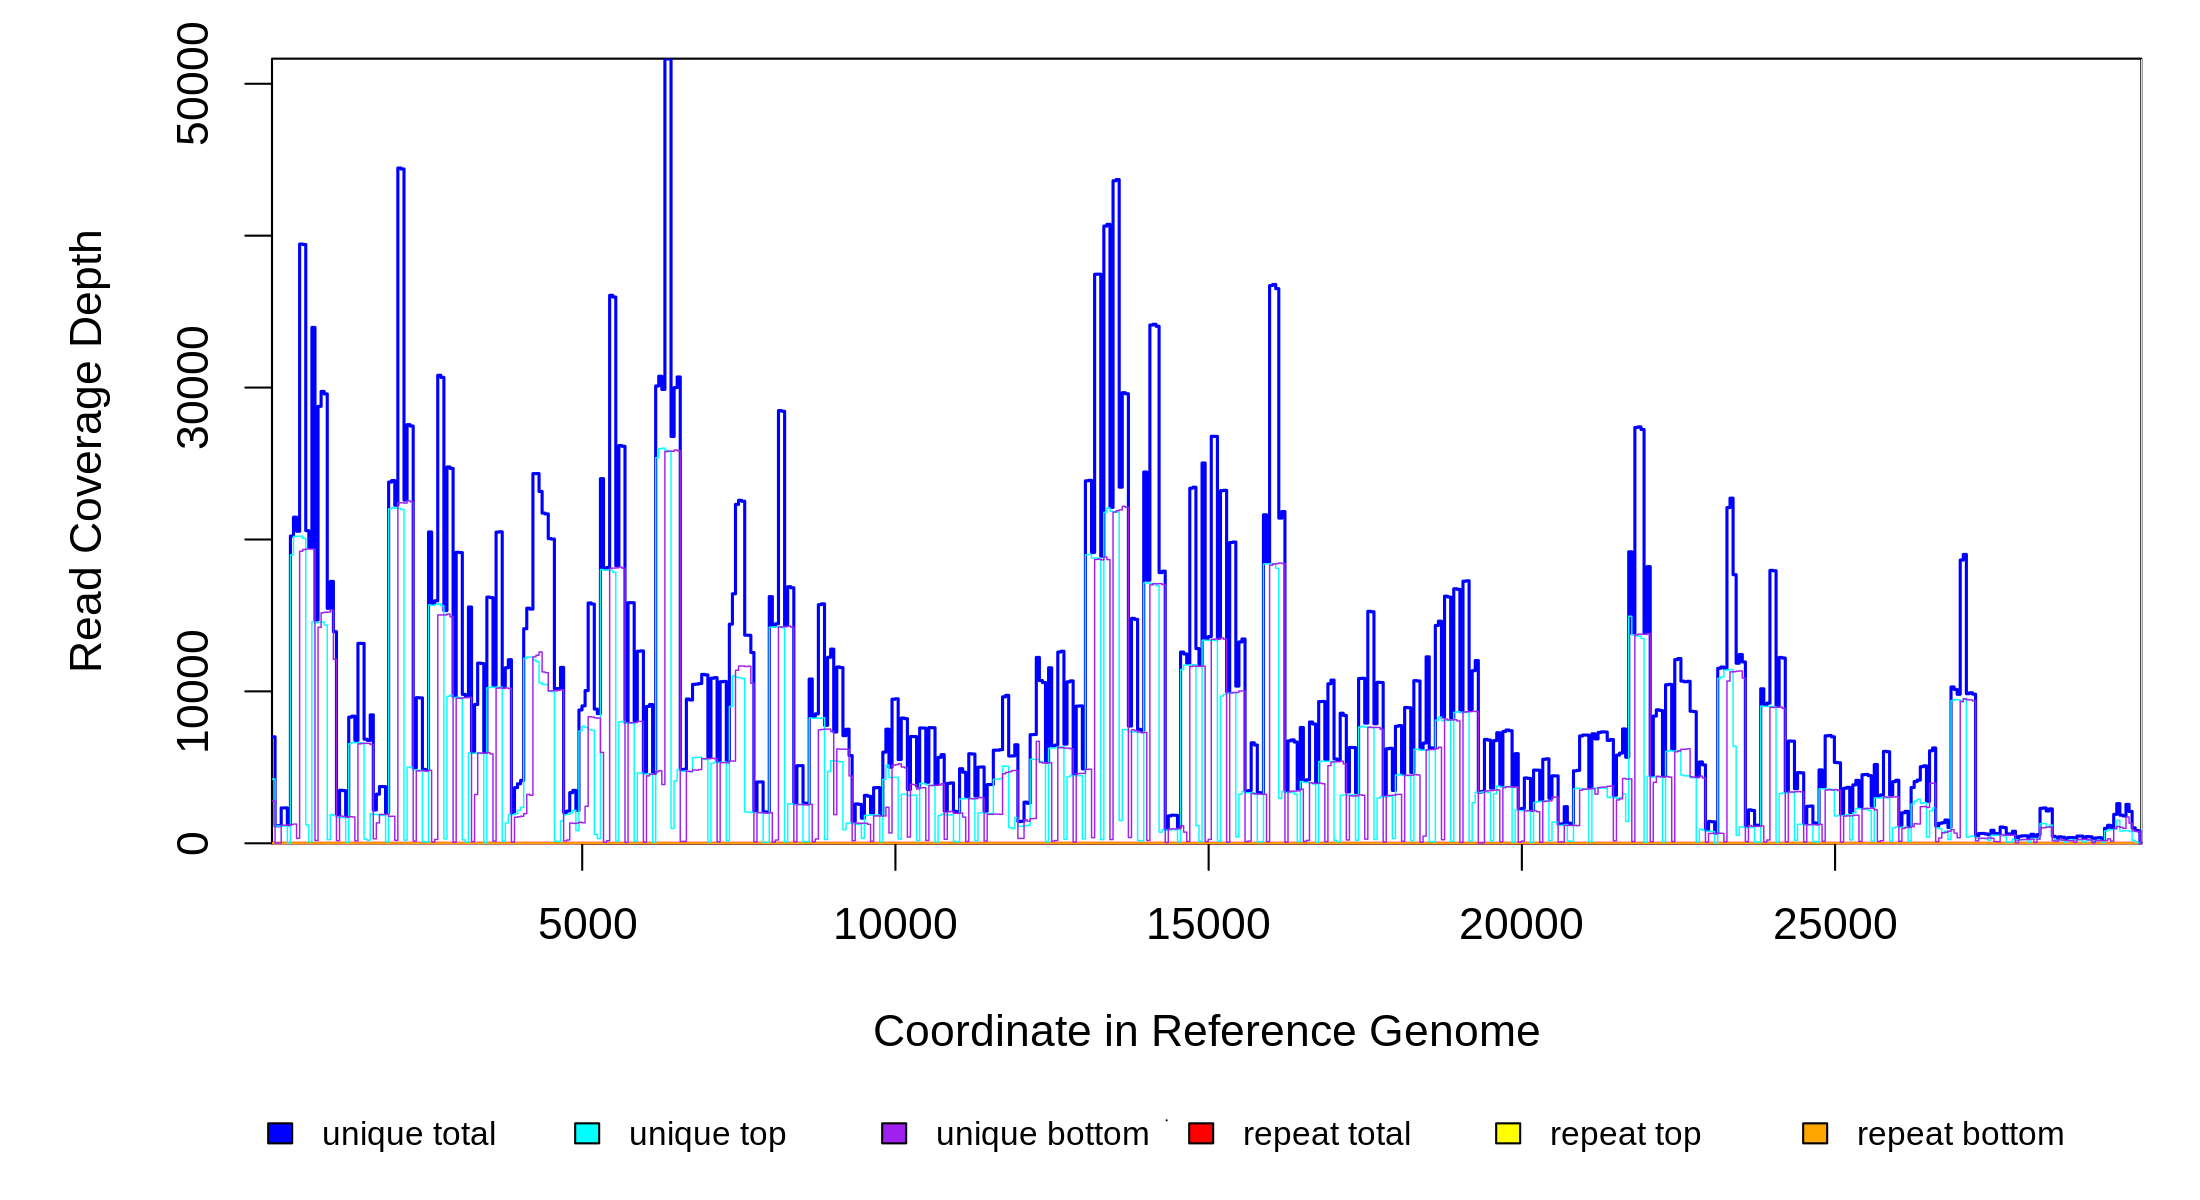 50000
30000
10000
0
Read Coverage Depth
5000 10000 15000 20000 25000
Coordinate in Reference Genome
unique total unique top unique bottom repeat total repeat top repeat bottom